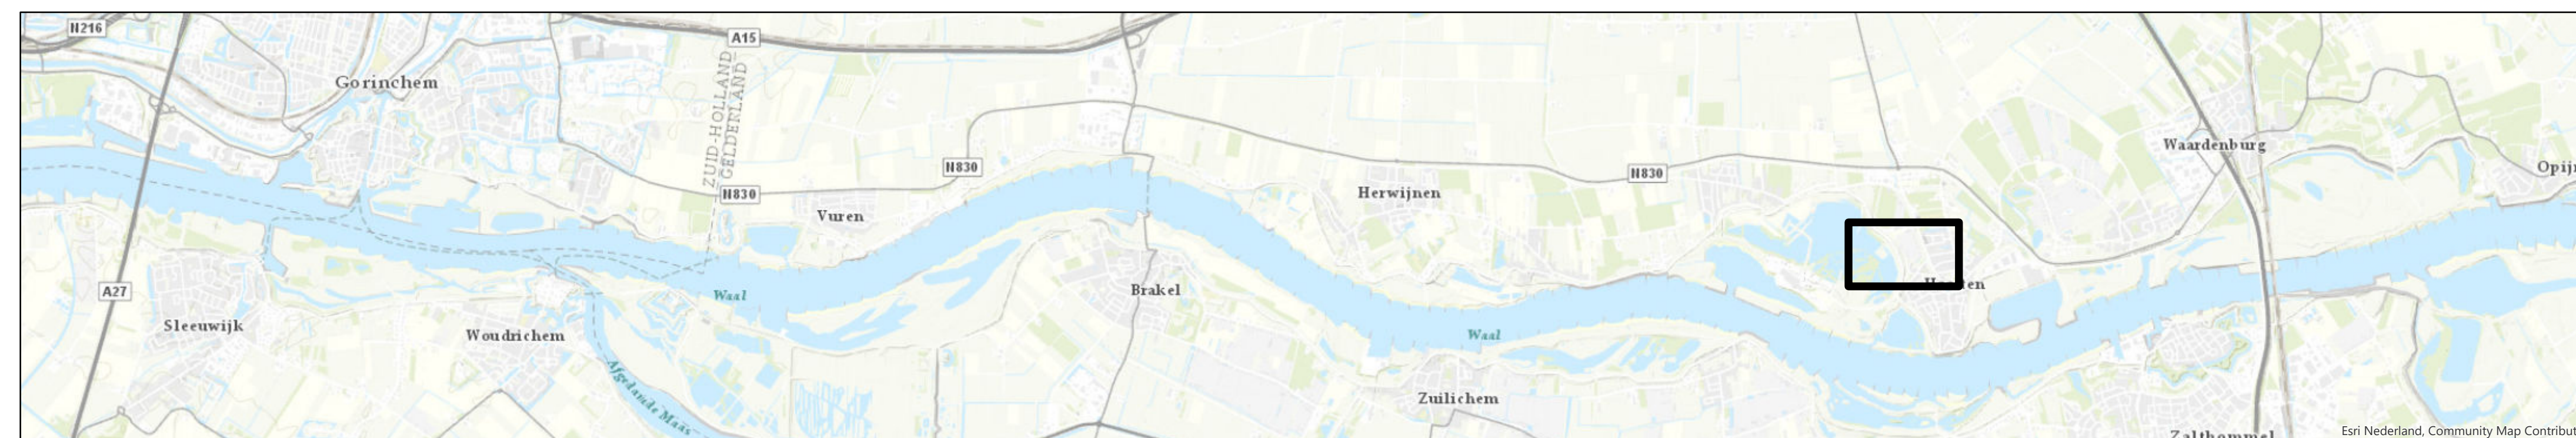 N216
A15
Gorinchem
ZUID-HOLLAND
GELDERLAND
Waardenburg
N830
N830
N830
Opij
Herwijnen
Vuren
A27
Waal
Brakel
Sleeuwijk
Woudrichem
Waal
Afgedamde Maas
Zuilichem
Esri Nederland, Community Map Contribut